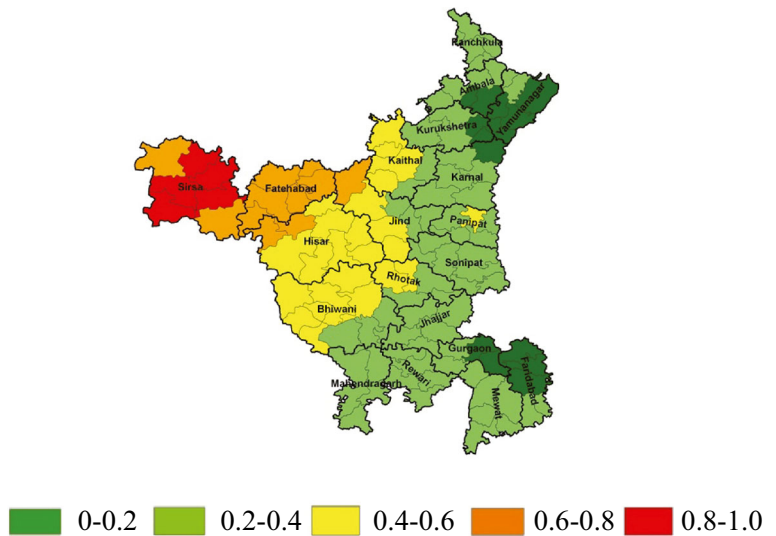 Panchkula
Ambala
Yamunanagar
Kurukshetra
Kaithal
Karnal
Sirsa
Fatehabad
Jind
Panipat
Hisar
Sonipat
Rhotak
Bhiwani
Jhajjar
Gurgaon
Mahendragarh
Rewari
Faridabad
Mewat
0-0.2 0.2-0.4 0.4-0.6 0.6-0.8 0.8-1.0